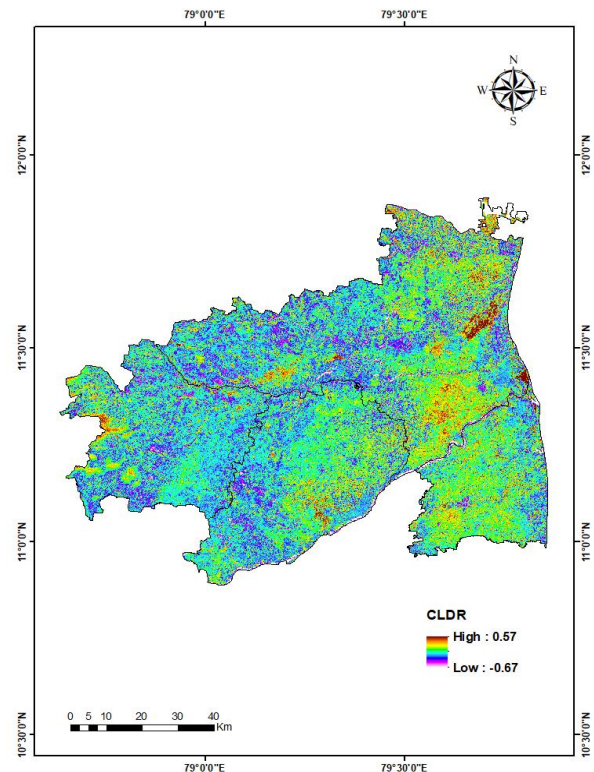 79°0'0"E 79°30'0"E
N
W E
S
12°0'0"N 12°0'0"N
11°30'0"N 11°30'0"N
11°0'0"N 11°0'0"N
CLDR
High : 0.57
Low : -0.67
0 5 10 20 30 40
Km
10°30'0"N 10°30'0"N
79°0'0"E 79°30'0"E